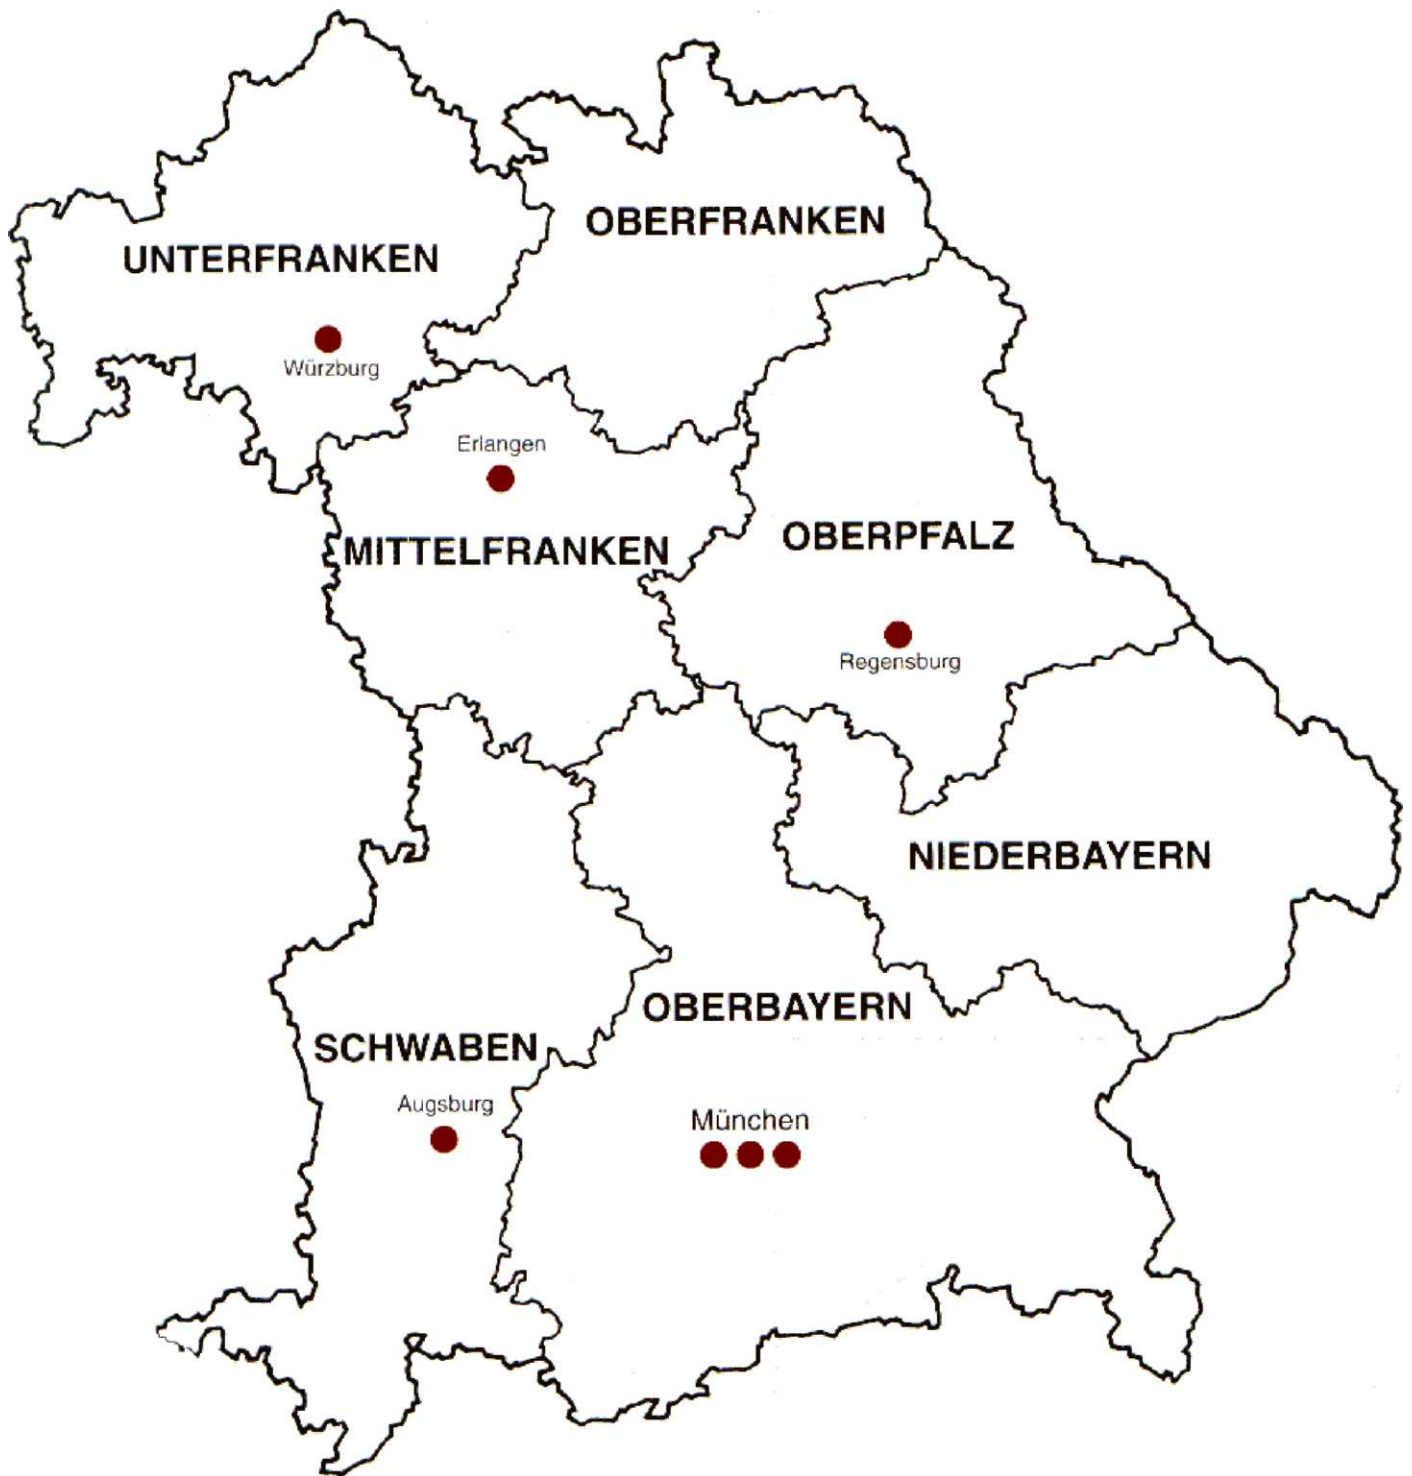 OBERFRANKEN
UNTERFRANKEN
Würzburg
Erlangen
MITTELFRANKEN
OBERPFALZ
Regensburg
NIEDERBAYERN
OBERBAYERN
SCHWABEN
Augsburg
München